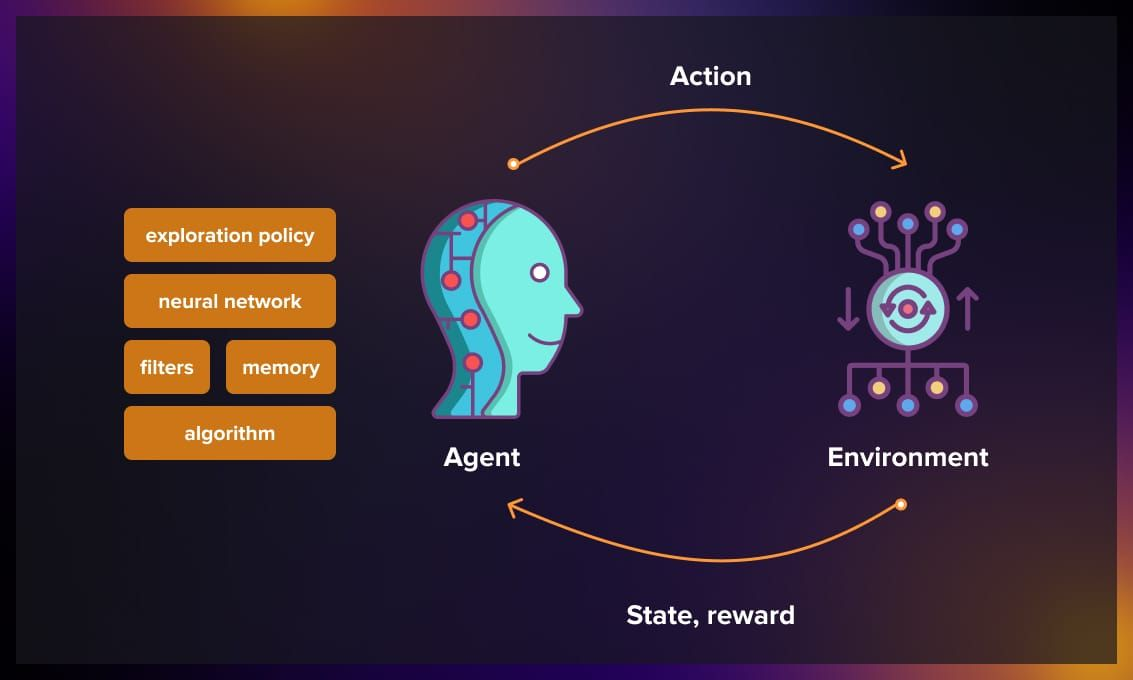 Action
exploration policy
neural network
filters
memory
algorithm
Agent
Environment
State, reward